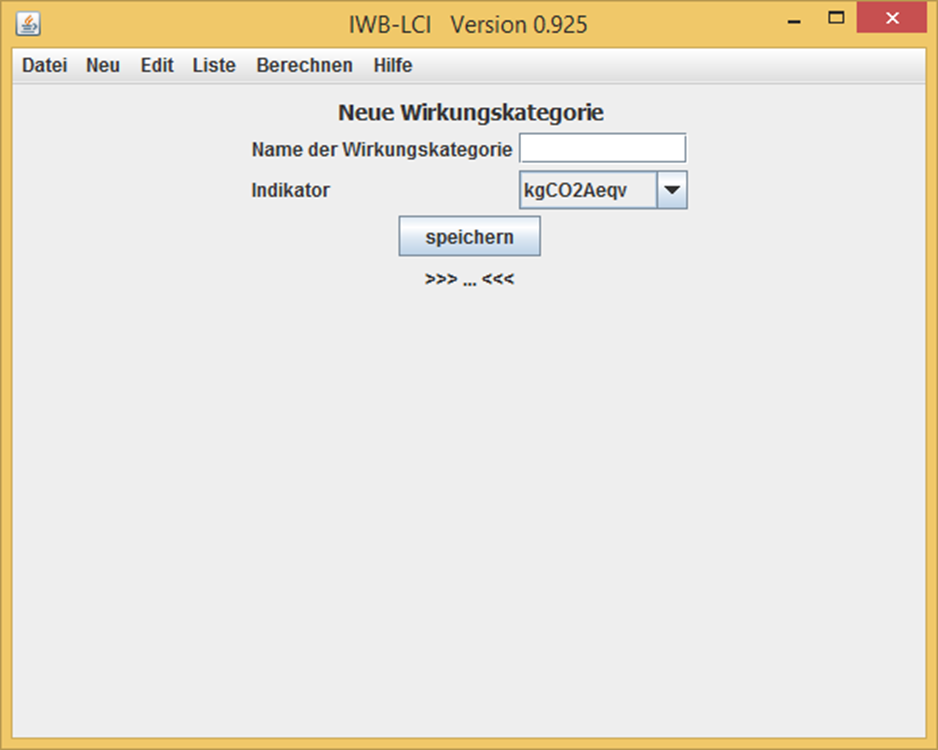 IWB-LCI Version 0.925
Datei Neu Edit Liste Berechnen Hilfe
Neue Wirkungskategorie
Name der Wirkungskategorie
Indikator kgCO2Aeqv
speichern
>>> ... <<<